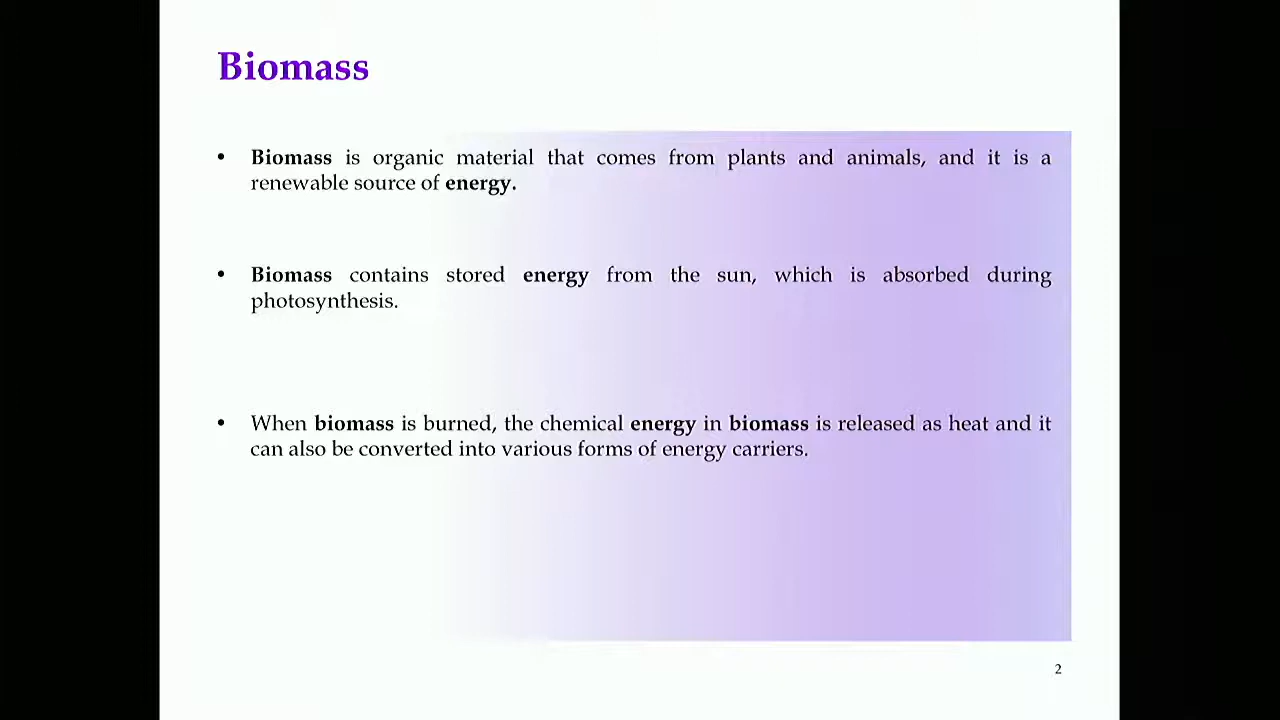 Biomass
• Biomass is organic material that comes from plants and animals, and it is a
renewable source of energy.
• Biomass contains stored energy from the sun, which is absorbed during
photosynthesis.
• When biomass is burned, the chemical energy in biomass is released as heat and it
can also be converted into various forms of energy carriers.
2